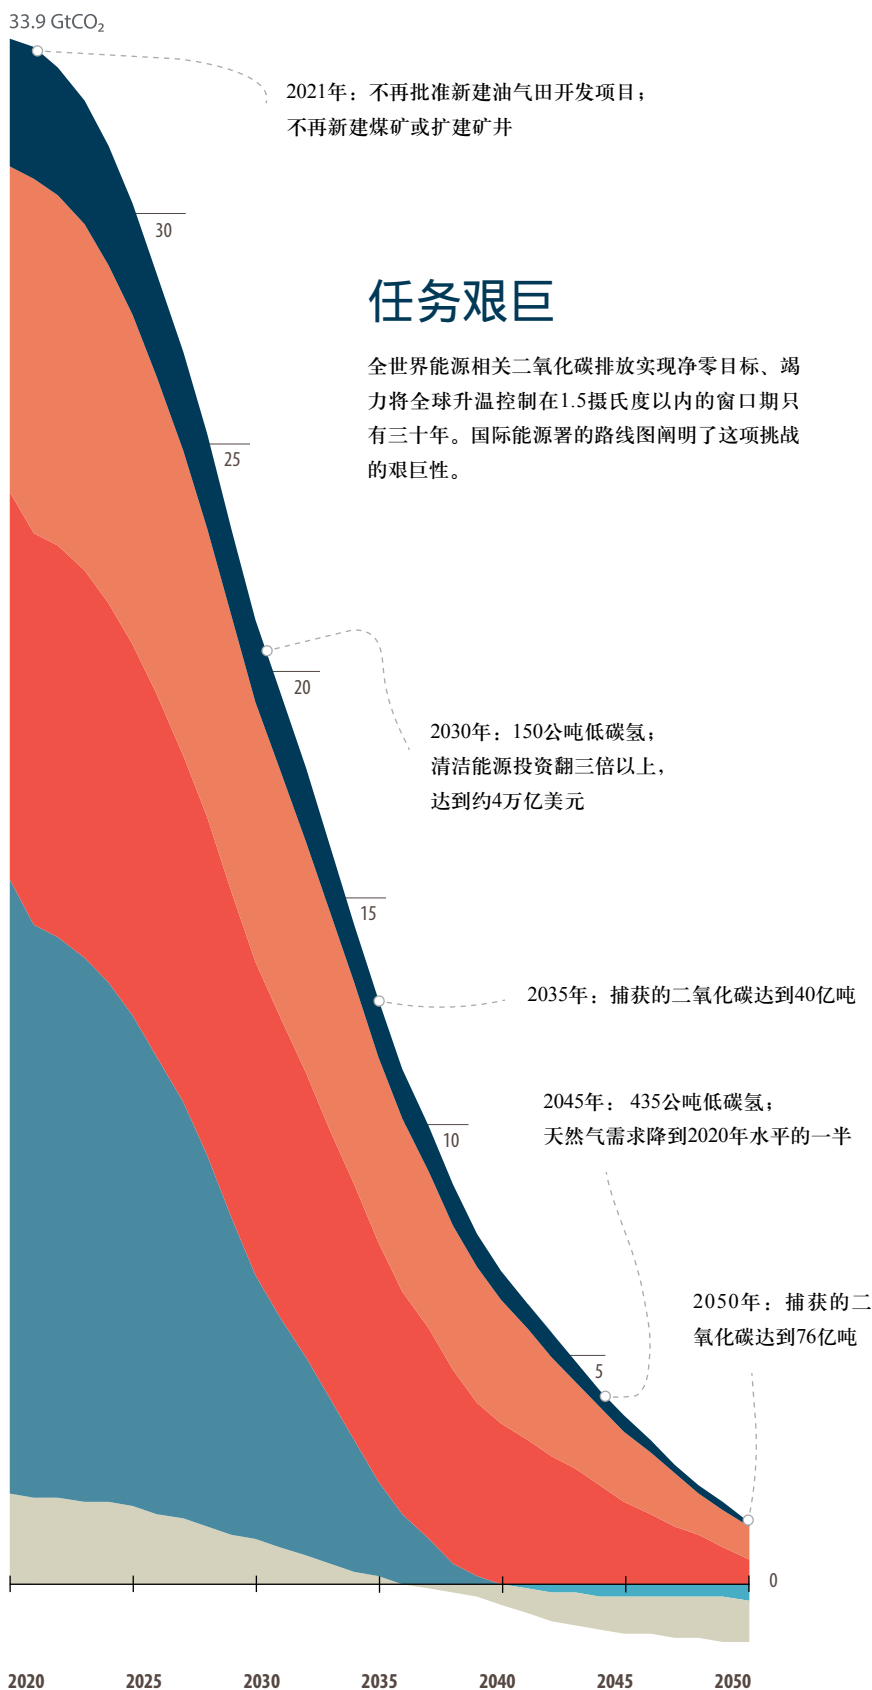 33.9 GtCO₂
2021年：不再批准新建油气田开发项目；
不再新建煤矿或扩建矿井
30
任务艰巨
全世界能源相关二氧化碳排放实现净零目标、竭
力将全球升温控制在1.5摄氏度以内的窗口期只
有三十年。国际能源署的路线图阐明了这项挑战
的艰巨性。
25
20
2030年：150公吨低碳氢；
清洁能源投资翻三倍以上，
达到约4万亿美元
15
2035年：捕获的二氧化碳达到40亿吨
2045年： 435公吨低碳氢；
天然气需求降到2020年水平的一半
10
2050年：捕获的二
氧化碳达到76亿吨
5
0
2020 2025 2030 2035 2040 2045 2050